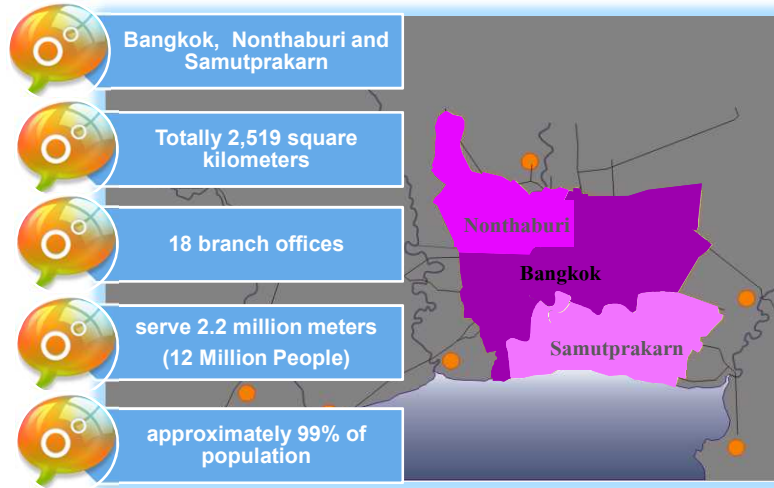 Bangkok, Nonthaburi and
Samutprakarn
Totally 2,519 square
kilometers
18 branch offices
serve 2.2 million meters
(12 Million People)
approximately 99% of
population
Nonthaburi
Bangkok
Samutprakarn